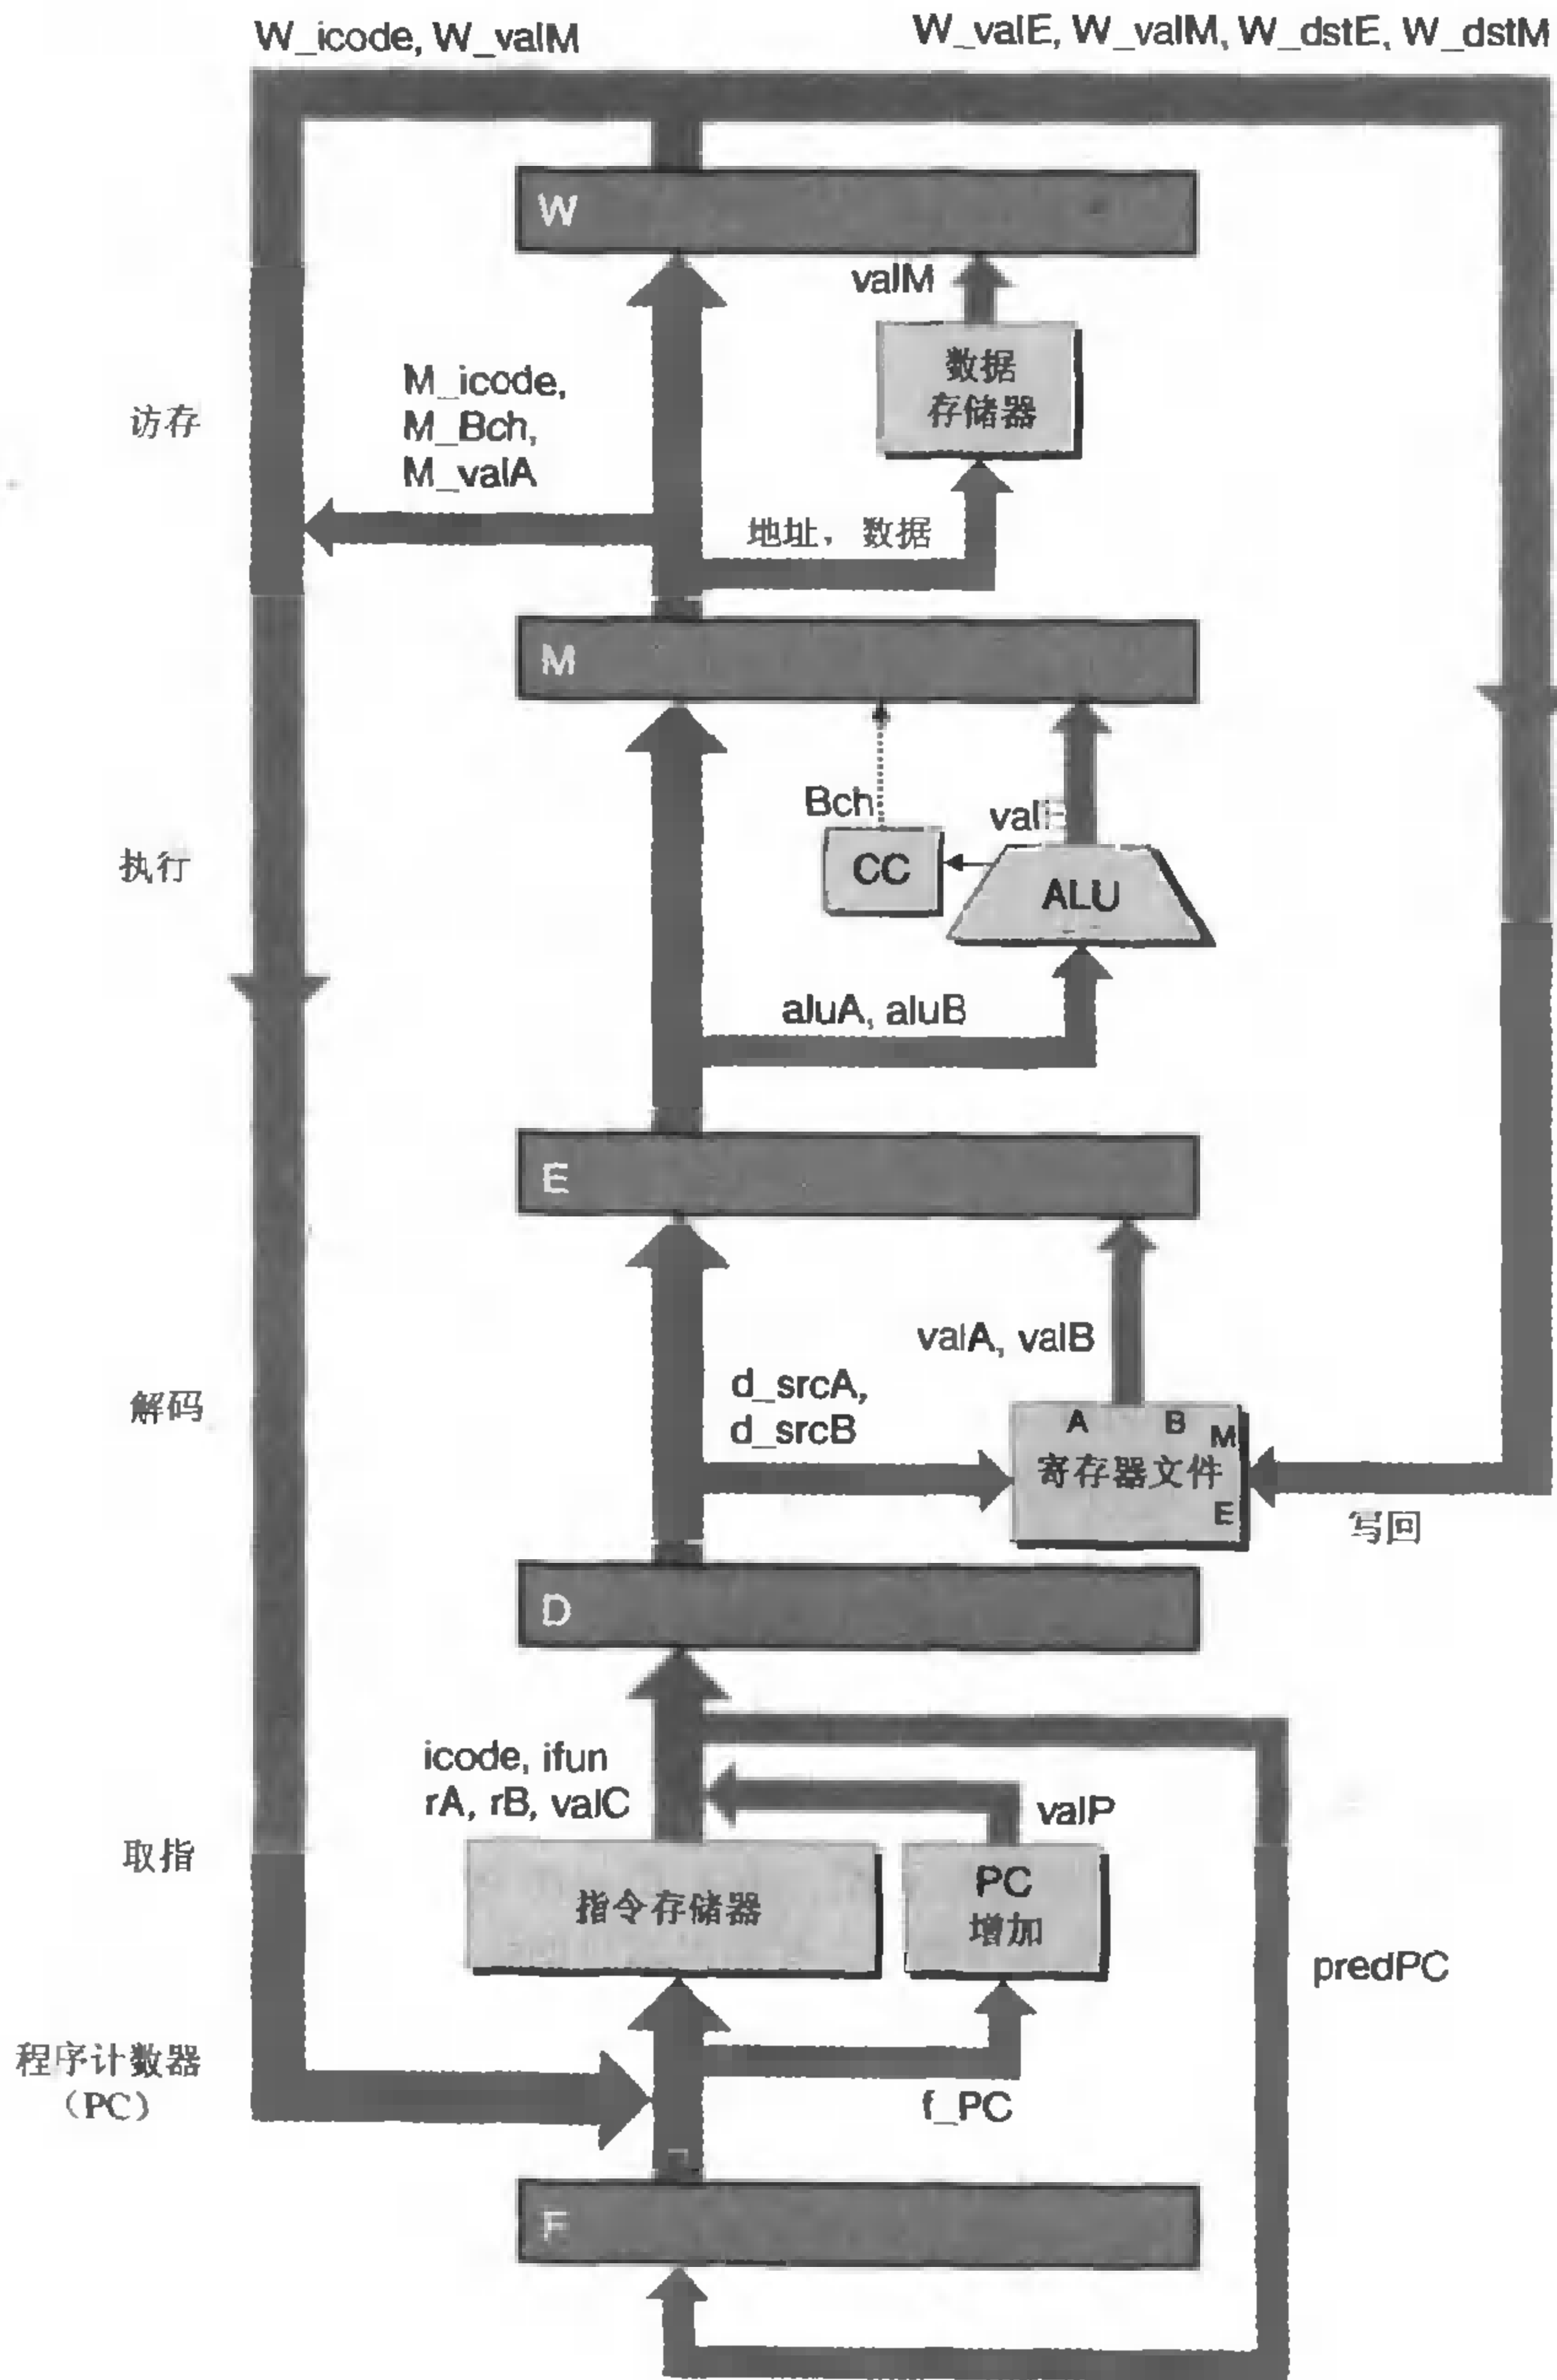 W_icode, W_valM
W_valE, W_valM, W_dstE, W_dstM
W
valM
数据
存储器
M_icode,
M_Bch,
M_valA
访存
地址，数据
M
Bch
valE
执行
CC
ALU
aluA, aluB
E
valA, valB
d_srcA,
d_srcB
解码
A
B
M
寄存器文件
E
写回
D
icode, ifun
rA, rB, valC
valP
取指
指令存储器
PC
增加
predPC
程序计数器
（PC）
f_PC
F